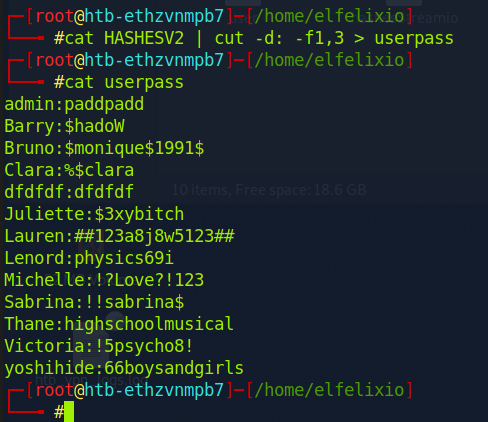 ┌─[root@htb-ethzvnmpb7]─[/home/elfelixio]
└──╼ #cat HASHESV2 | cut -d: -f1,3 > userpass
┌─[root@htb-ethzvnmpb7]─[/home/elfelixio]
└──╼ #cat userpass
admin:paddpadd
Barry:$hadoW
Bruno:$monique$1991$
Clara:%$clara
dfdfdf:dfdfdf
10 items, Free space: 18.6 GB
Juliette:$3xybitch
Lauren:##123a8j8w5123##
Lenord:physics69i
Michelle:!?Love?!123
Sabrina:!!sabrina$
Thane:highschoolmusical
Victoria:!5psycho8!
yoshihide:66boysandgirls
┌─[root@htb-ethzvnmpb7]─[/home/elfelixio]
└──╼ #